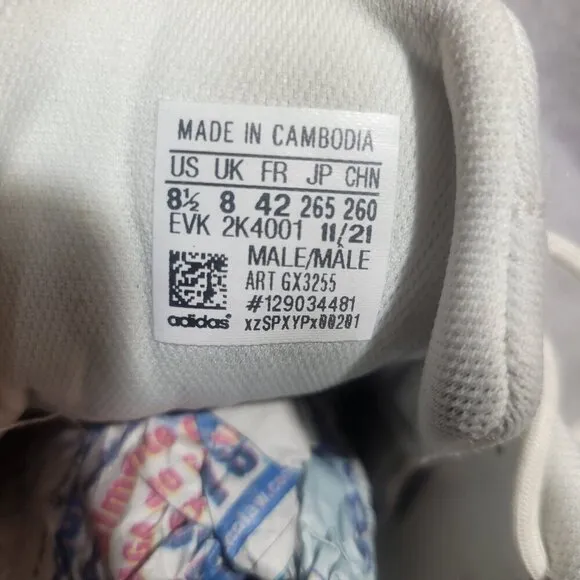 MADE IN CAMBODIA
US UK FR JP CHN
8½ 8 42 265 260
EVK 2K4001 11/21
MALE/MÂLE
ART GX3255
#129034481
adidas® xzSPXYPx00201